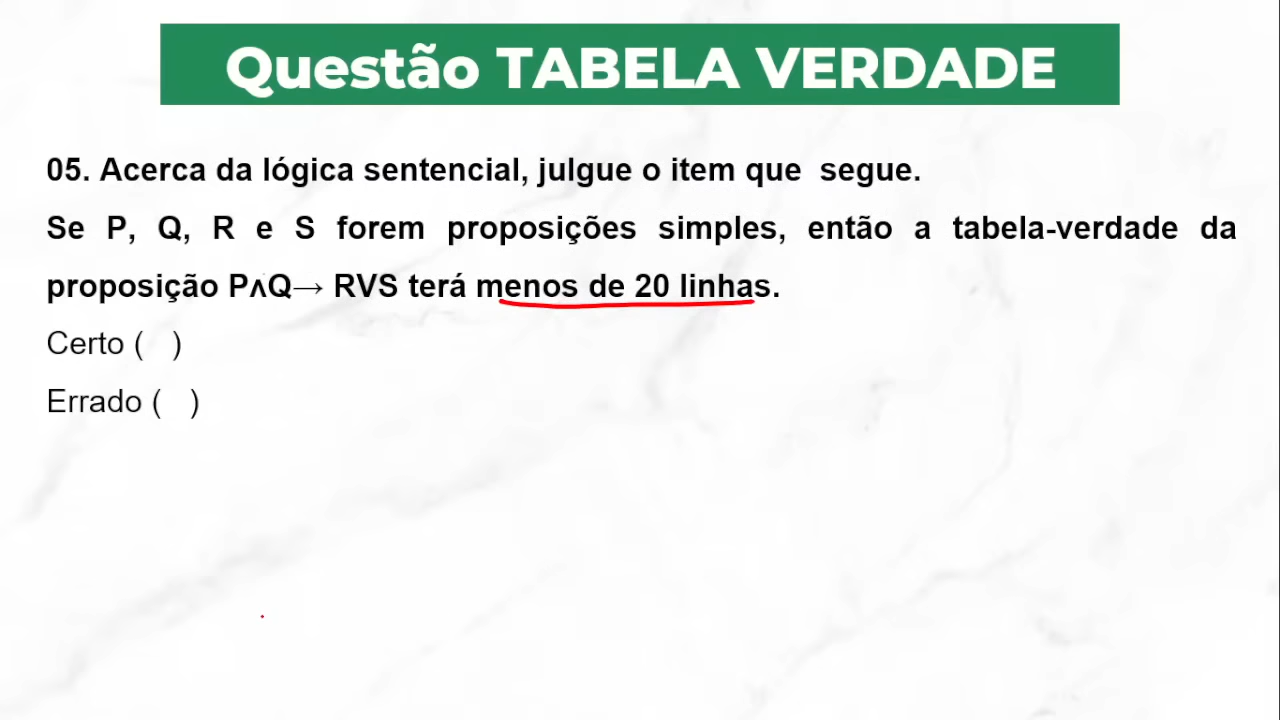 Questão TABELA VERDADE
05. Acerca da lógica sentencial, julgue o item que segue.
Se P, Q, R e S forem proposições simples, então a tabela-verdade da
proposição P∧Q→ RVS terá menos de 20 linhas.
Certo ( )
Errado ( )